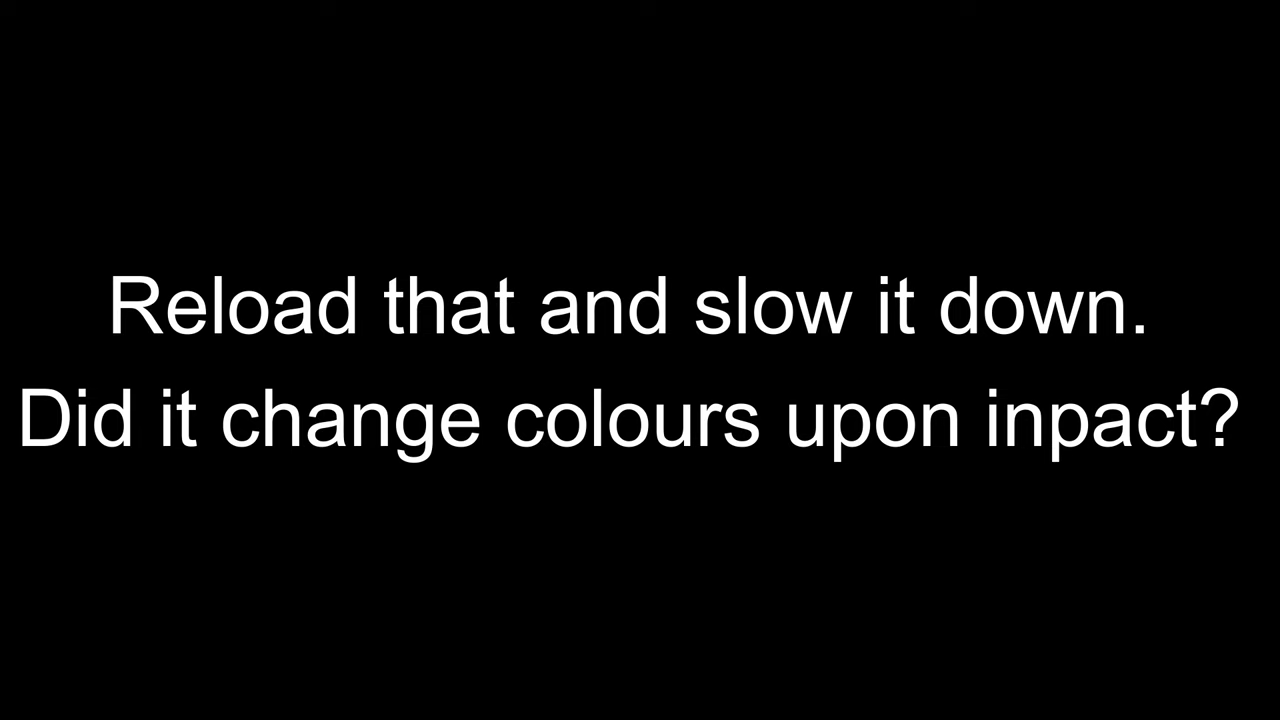 Reload that and slow it down.
Did it change colours upon inpact?